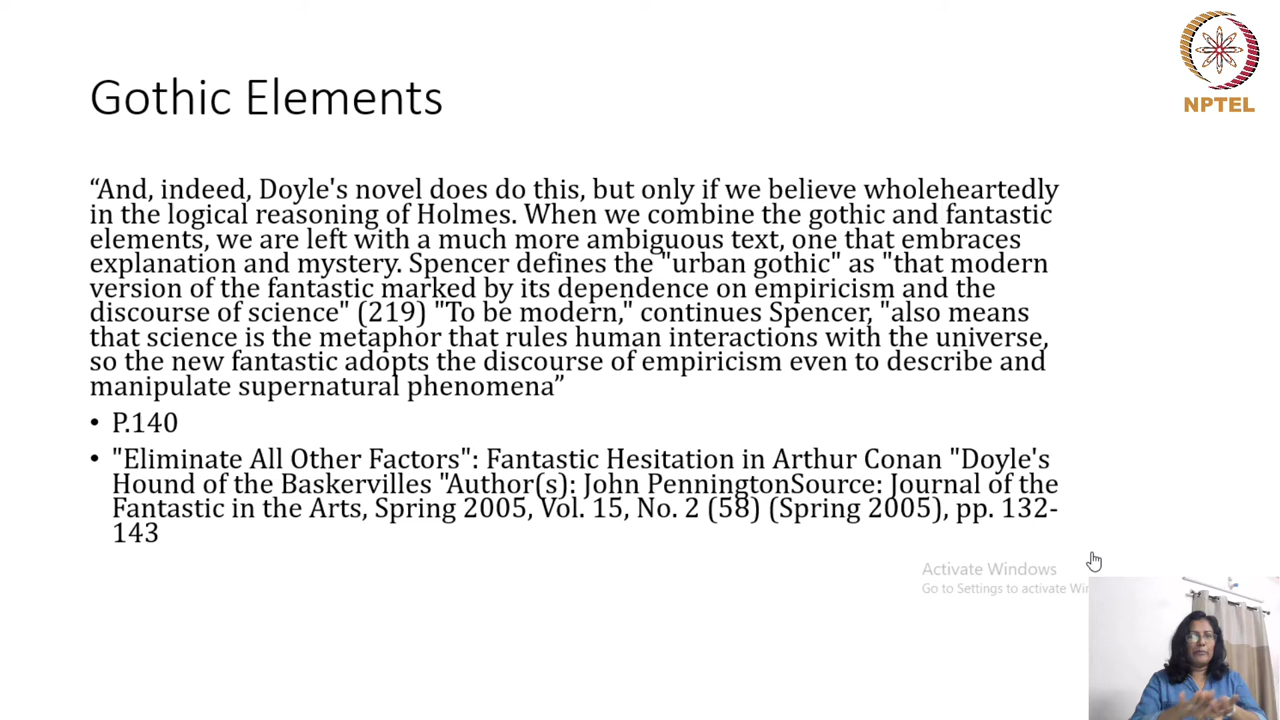 NPTEL
Gothic Elements
“And, indeed, Doyle's novel does do this, but only if we believe wholeheartedly
in the logical reasoning of Holmes. When we combine the gothic and fantastic
elements, we are left with a much more ambiguous text, one that embraces
explanation and mystery. Spencer defines the "urban gothic" as "that modern
version of the fantastic marked by its dependence on empiricism and the
discourse of science" (219) "To be modern," continues Spencer, "also means
that science is the metaphor that rules human interactions with the universe,
so the new fantastic adopts the discourse of empiricism even to describe and
manipulate supernatural phenomena”
• P.140
• "Eliminate All Other Factors": Fantastic Hesitation in Arthur Conan "Doyle's
Hound of the Baskervilles "Author(s): John PenningtonSource: Journal of the
Fantastic in the Arts, Spring 2005, Vol. 15, No. 2 (58) (Spring 2005), pp. 132-
143
Activate Windows
Go to Settings to activate Win